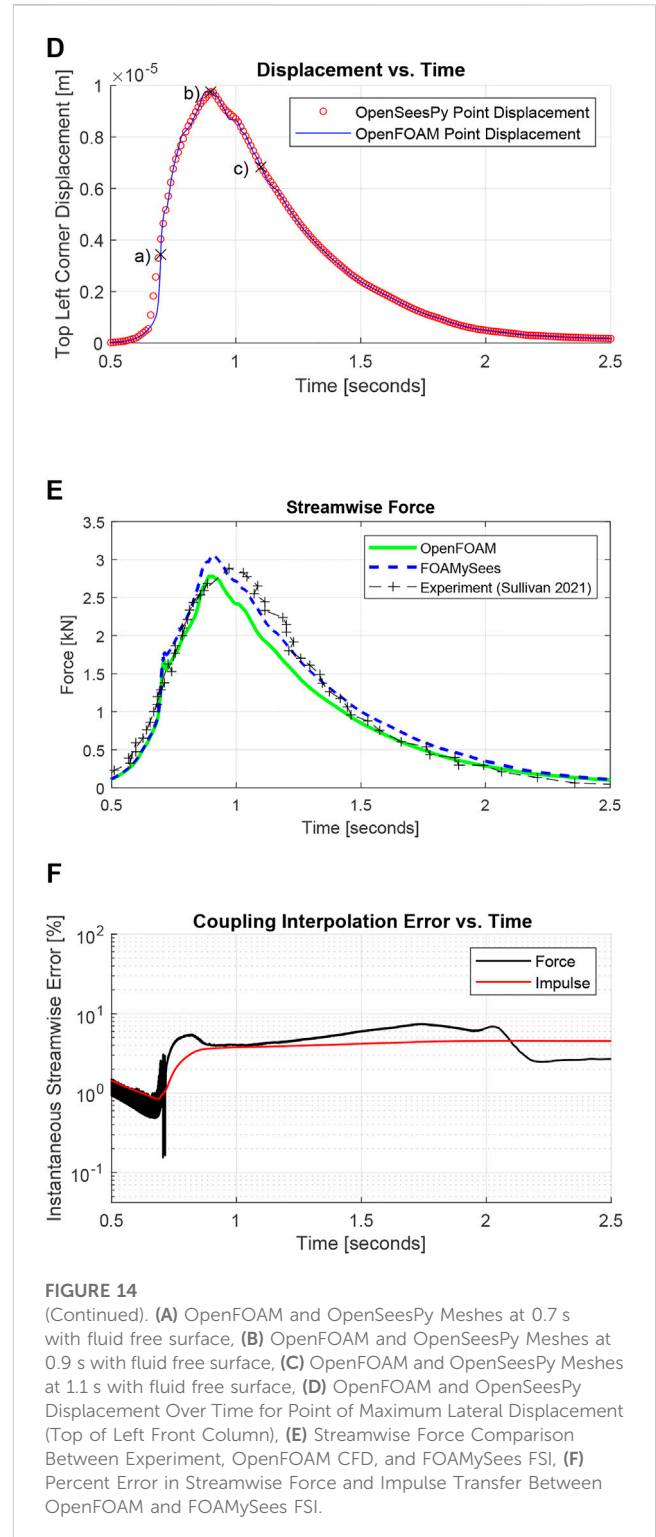 D
Displacement vs. Time
×10-5
Top Left Corner Displacement [m]
1
0.8
0.6
0.4
0.2
0
b)
c)
a)
OpenSeesPy Point Displacement
OpenFOAM Point Displacement
0.5 1 1.5 2 2.5
Time [seconds]
E
Streamwise Force
Force [kN]
3.5
3
2.5
2
1.5
1
0.5
0
OpenFOAM
FOAMySees
Experiment (Sullivan 2021)
0.5 1.0 1.5 2 2.5
Time [seconds]
F
Coupling Interpolation Error vs. Time
Instantaneous Streamwise Error [%]
10^2
10^1
10^0
10^-1
Force
Impulse
0.5 1 1.5 2 2.5
Time [seconds]
FIGURE 14
(Continued). (A) OpenFOAM and OpenSeesPy Meshes at 0.7 s
with fluid free surface, (B) OpenFOAM and OpenSeesPy Meshes at
0.9 s with fluid free surface, (C) OpenFOAM and OpenSeesPy Meshes
at 1.1 s with fluid free surface, (D) OpenFOAM and OpenSeesPy
Displacement Over Time for Point of Maximum Lateral Displacement
(Top of Left Front Column), (E) Streamwise Force Comparison
Between Experiment, OpenFOAM CFD, and FOAMySees FSI, (F)
Percent Error in Streamwise Force and Impulse Transfer Between
OpenFOAM and FOAMySees FSI.